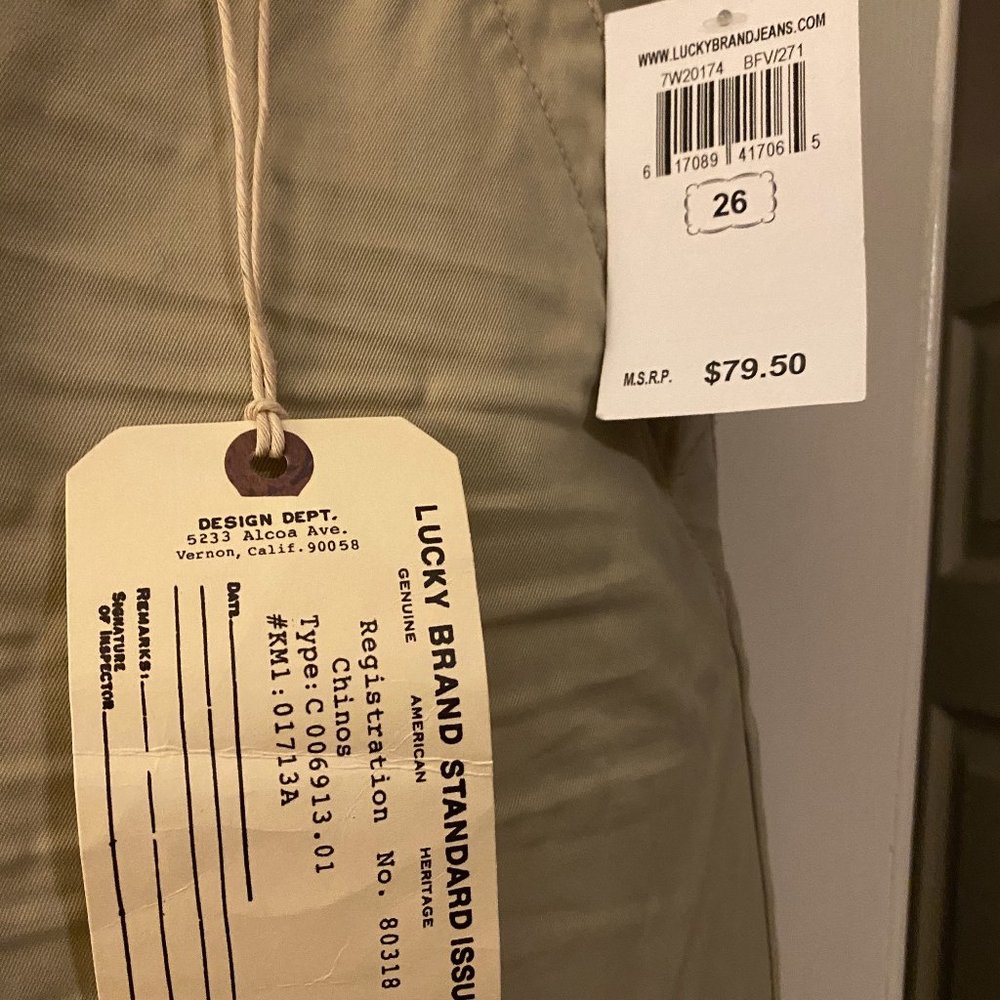 WWW.LUCKYBRANDJEANS.COM
7W20174 BFV/271
6 17089 41706 5
26
M.S.R.P. $79.50
DESIGN DEPT.
5233 Alcoa Ave.
Vernon, Calif.90058
LUCKY BRAND STANDARD ISSU
GENUINE AMERICAN HERITAGE
Registration No. 80318
Chinos
Type:C006913.01
#KM1:01713A
DATE
REMARKS:
SIGNATURE
OF INSPECTOR